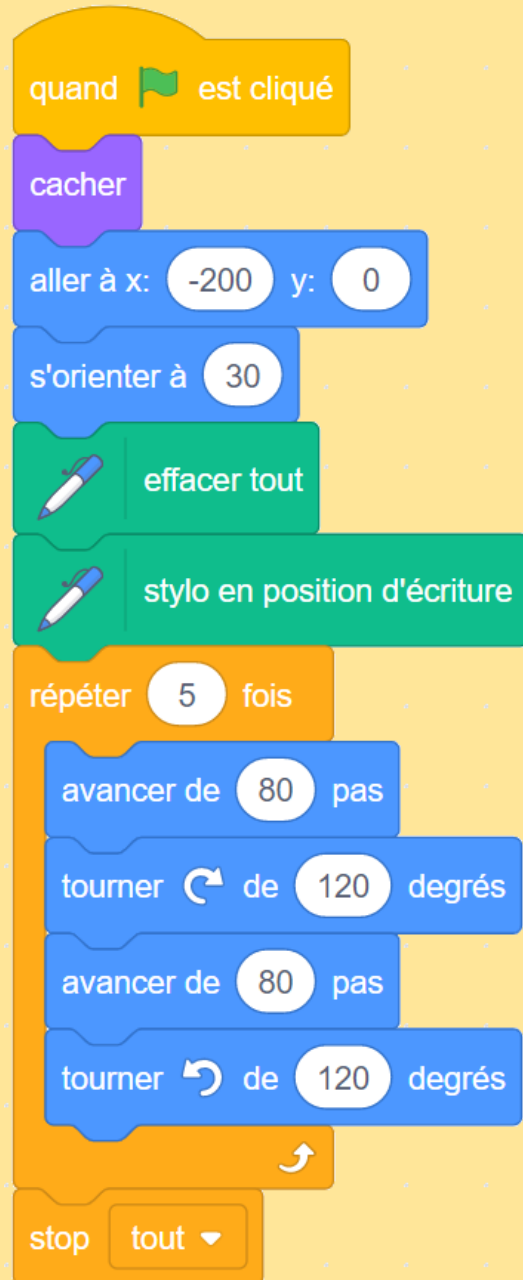 quand est cliqué
cacher
aller à x: -200 y: 0
s'orienter à 30
effacer tout
stylo en position d'écriture
répéter 5 fois
avancer de 80 pas
tourner de 120 degrés
avancer de 80 pas
tourner de 120 degrés
stop tout